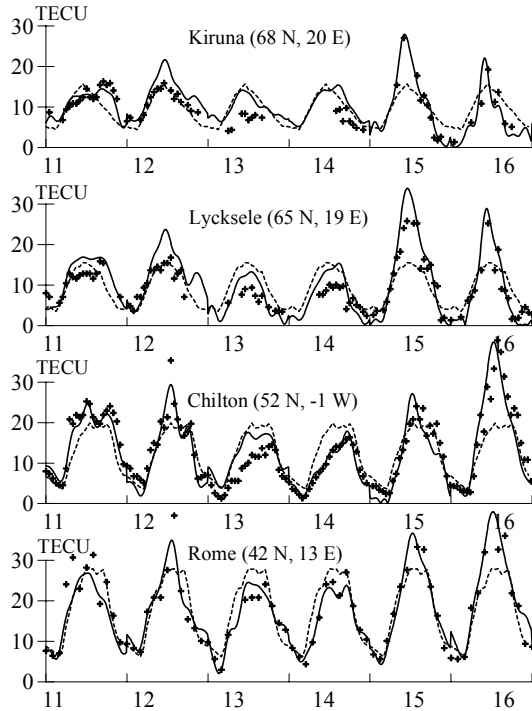 TECU
30
Kiruna (68 N, 20 E)
20
10
0
11 12 13 14 15 16
TECU
30
Lycksele (65 N, 19 E)
20
10
0
11 12 13 14 15 16
TECU
30
Chilton (52 N, -1 W)
20
10
0
11 12 13 14 15 16
TECU
30
Rome (42 N, 13 E)
20
10
0
11 12 13 14 15 16